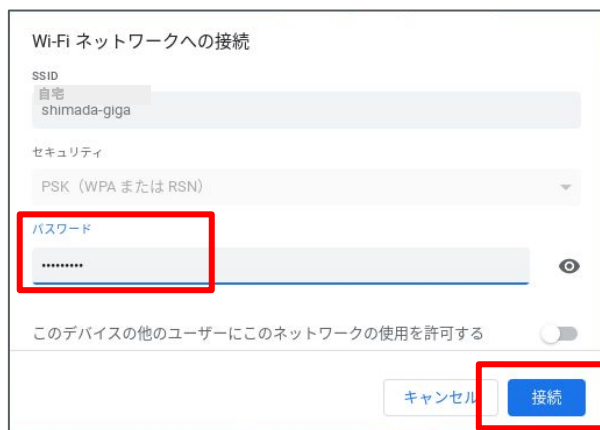 Wi-Fi ネットワークへの接続
SSID
自宅
shimada-giga
セキュリティ
PSK（WPA または RSN）
パスワード
•••••••••
このデバイスの他のユーザーにこのネットワークの使用を許可する
キャンセル
接続